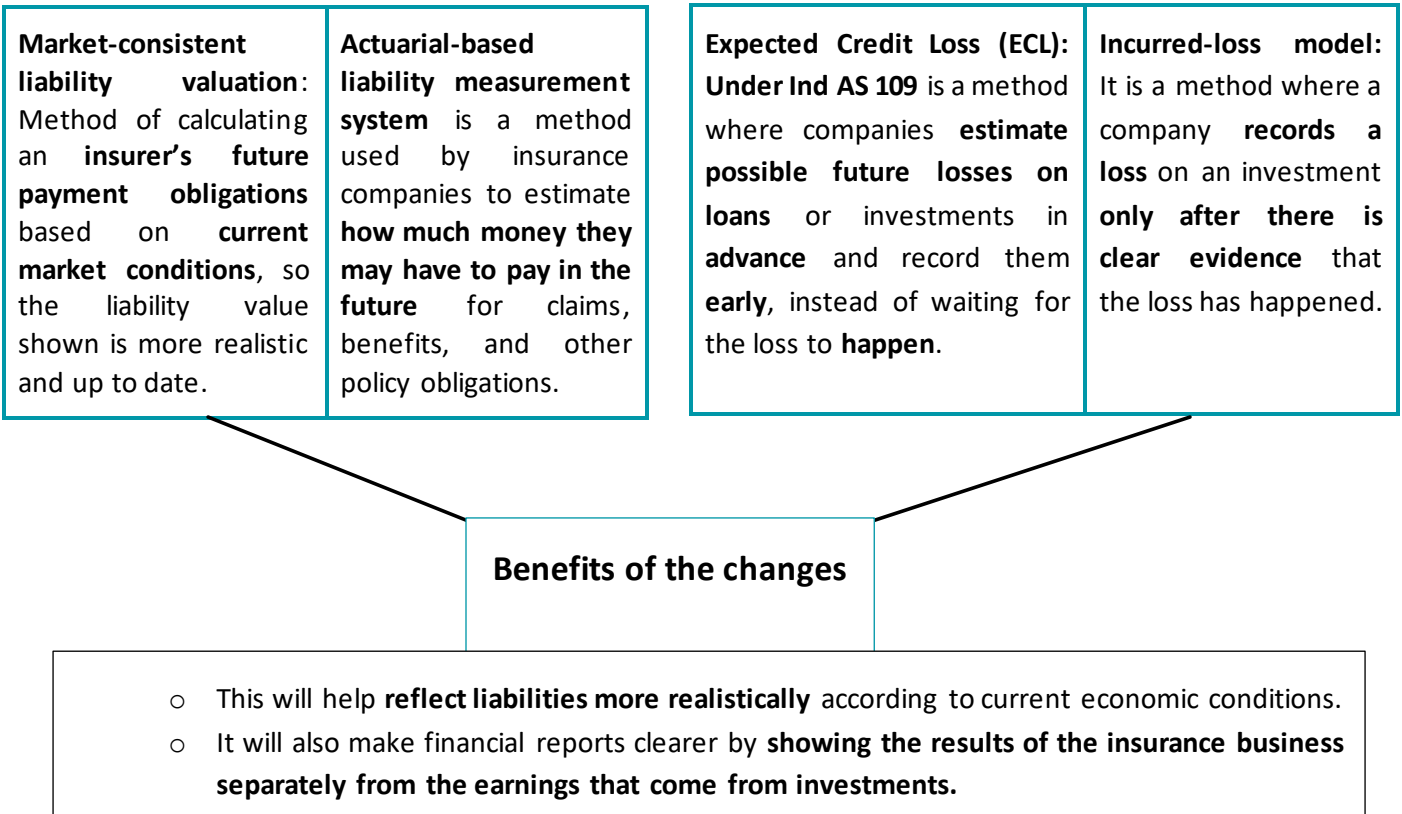 Market-consistent
liability valuation:
Method of calculating
an insurer’s future
payment obligations
based on current
market conditions, so
the liability value
shown is more realistic
and up to date.
Actuarial-based
liability measurement
system is a method
used by insurance
companies to estimate
how much money they
may have to pay in the
future for claims,
benefits, and other
policy obligations.
Expected Credit Loss (ECL):
Under Ind AS 109 is a method
where companies estimate
possible future losses on
loans or investments in
advance and record them
early, instead of waiting for
the loss to happen.
Incurred-loss model:
It is a method where a
company records a
loss on an investment
only after there is
clear evidence that
the loss has happened.
Benefits of the changes
o This will help reflect liabilities more realistically according to current economic conditions.
o It will also make financial reports clearer by showing the results of the insurance business
separately from the earnings that come from investments.